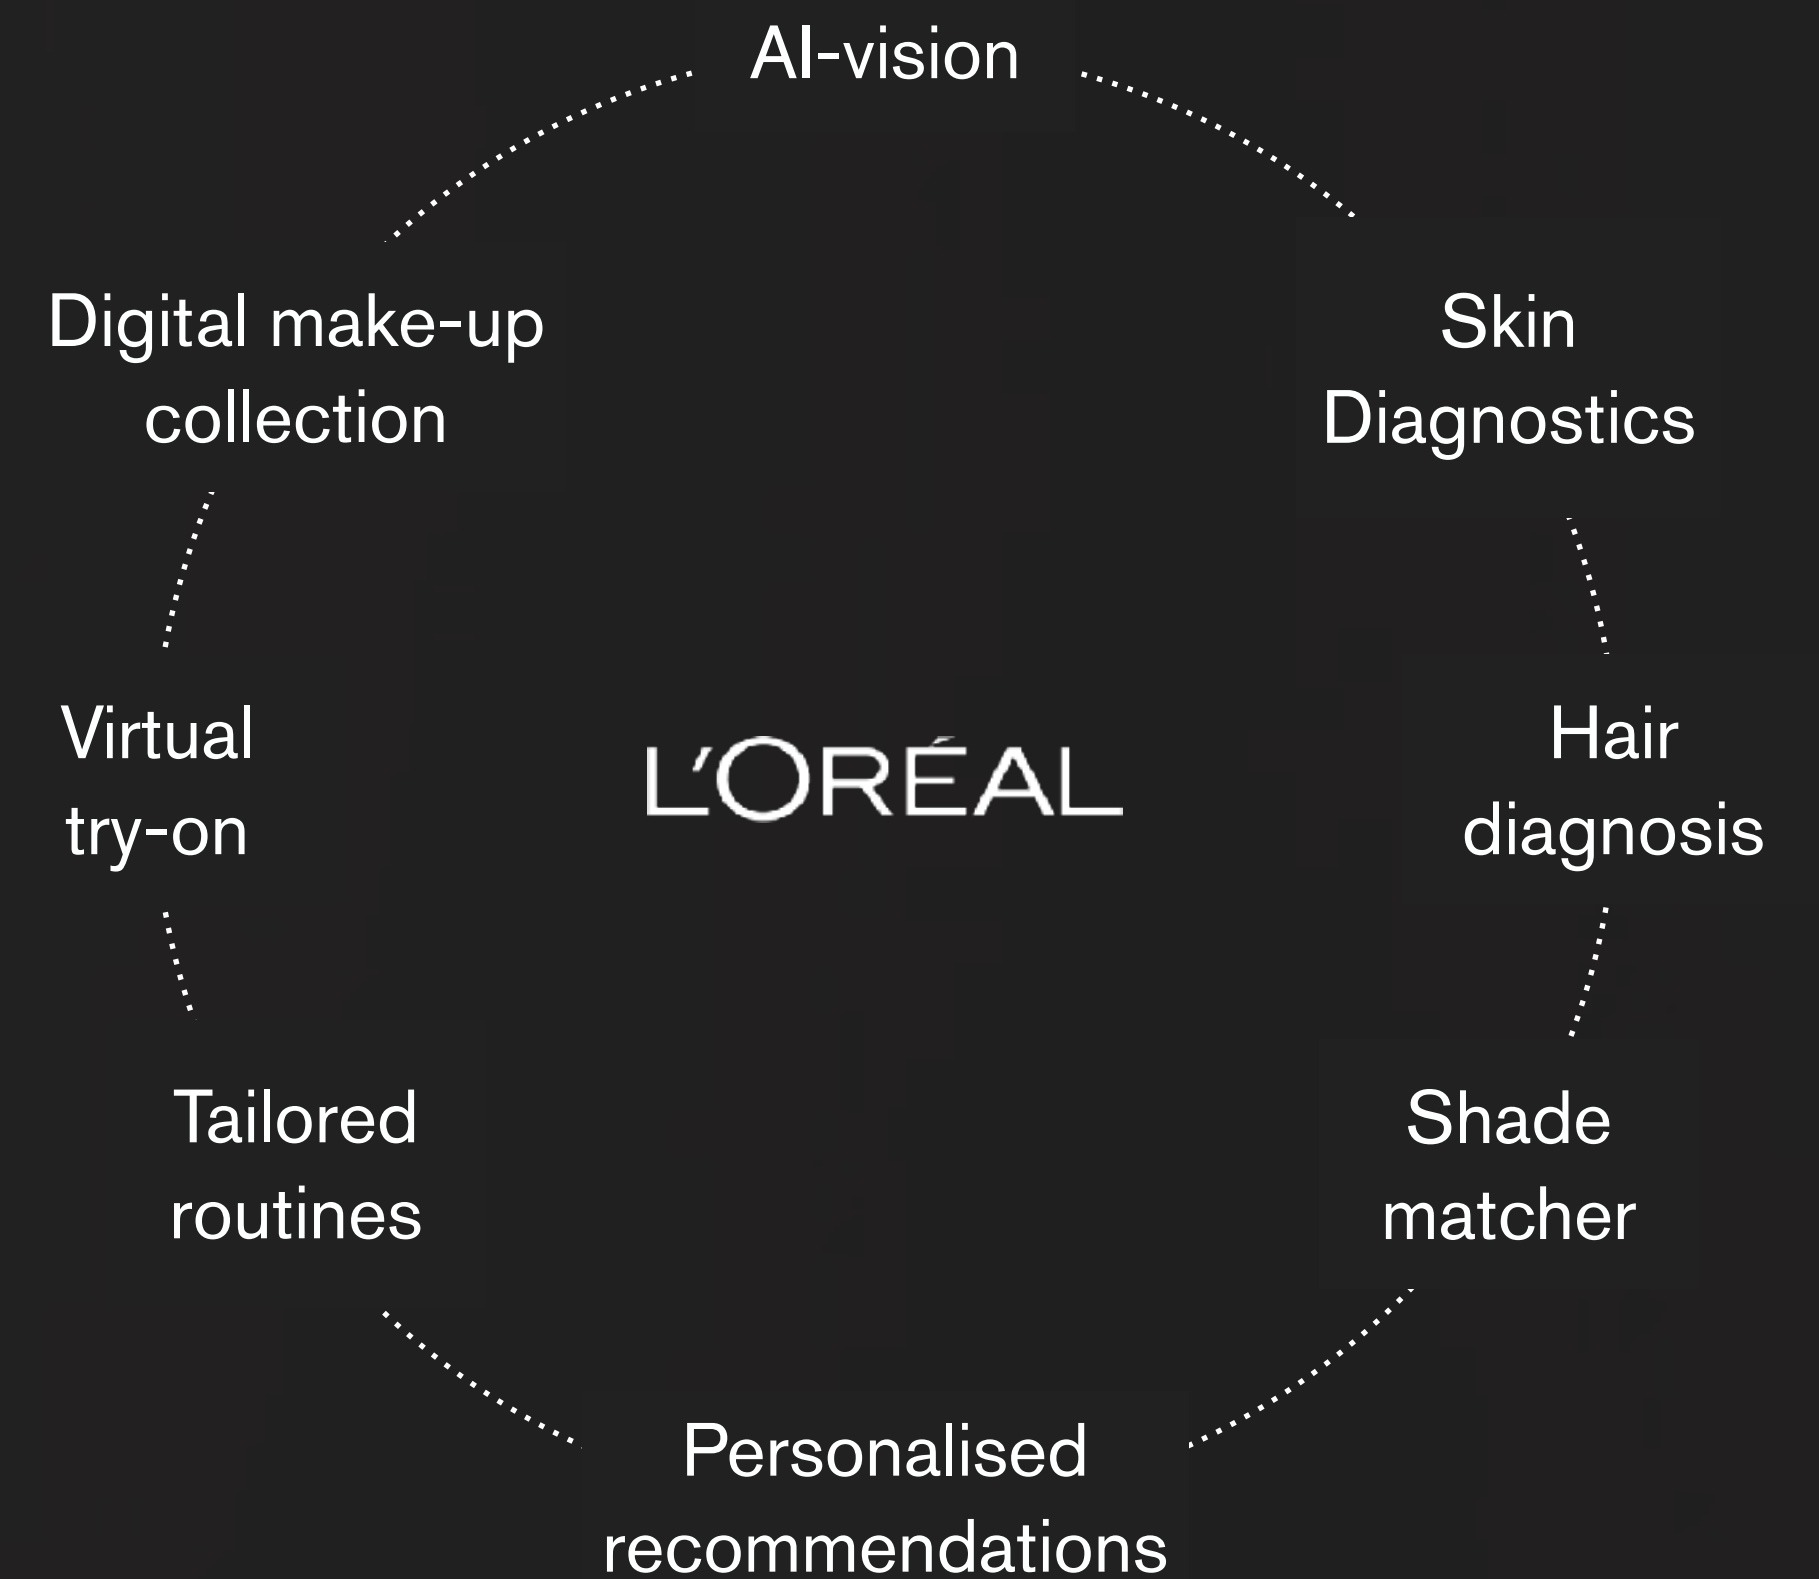 AI-vision
Digital make-up
collection
Skin
Diagnostics
Virtual
try-on
L'ORÉAL
Hair
diagnosis
Tailored
routines
Shade
matcher
Personalised
recommendations